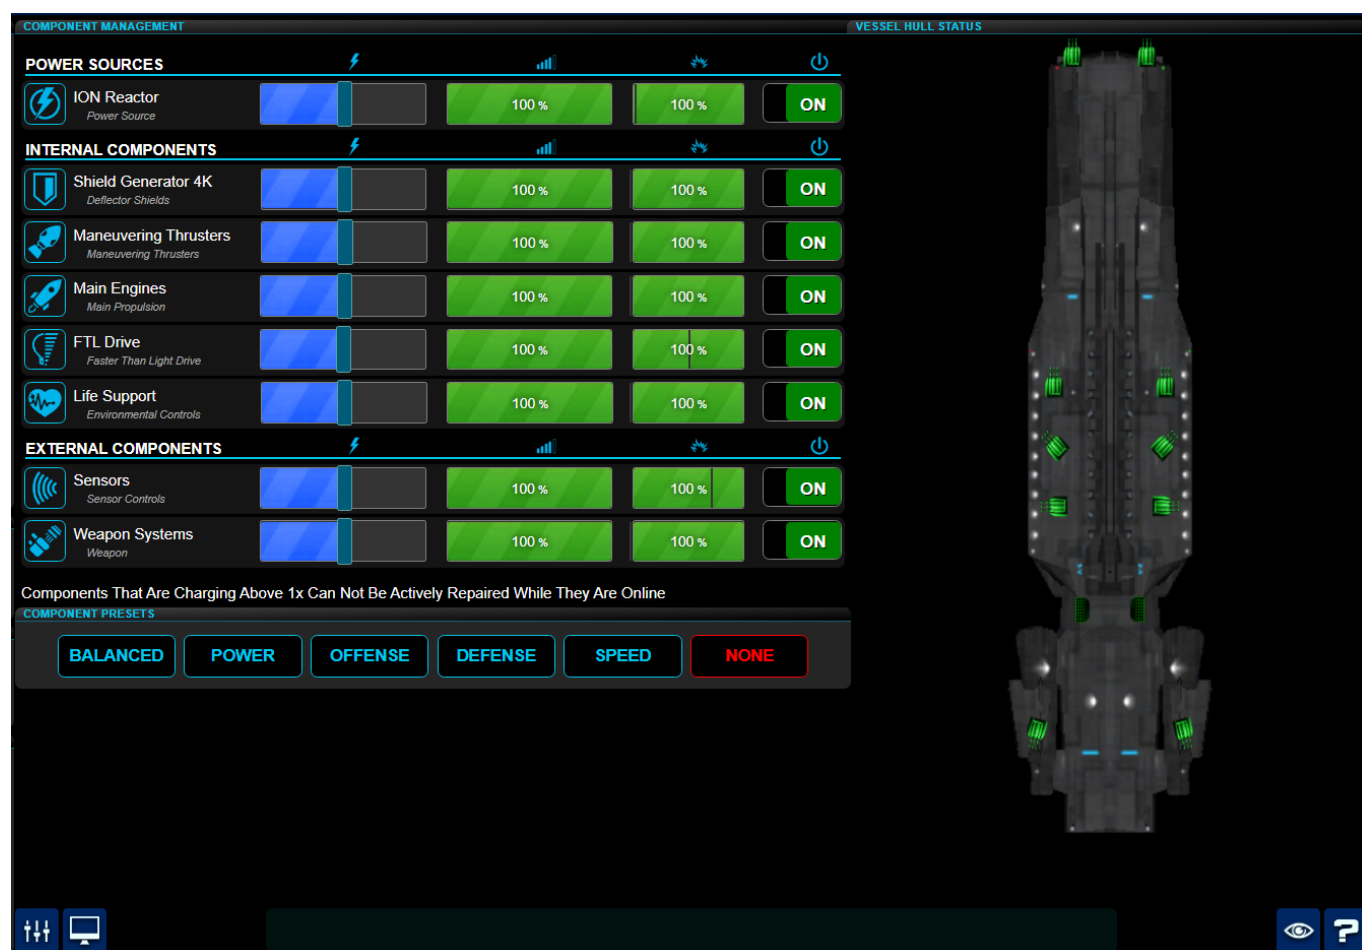 COMPONENT MANAGEMENT
VESSEL HULL STATUS
POWER SOURCES
ION Reactor
Power Source
100 %
100 %
ON
INTERNAL COMPONENTS
Shield Generator 4K
Deflector Shields
100 %
100 %
ON
Maneuvering Thrusters
Maneuvering Thrusters
100 %
100 %
ON
Main Engines
Main Propulsion
100 %
100 %
ON
FTL Drive
Faster Than Light Drive
100 %
100 %
ON
Life Support
Environmental Controls
100 %
100 %
ON
EXTERNAL COMPONENTS
Sensors
Sensor Controls
100 %
100 %
ON
Weapon Systems
Weapon
100 %
100 %
ON
Components That Are Charging Above 1x Can Not Be Actively Repaired While They Are Online
COMPONENT PRESETS
BALANCED
POWER
OFFENSE
DEFENSE
SPEED
NONE
?